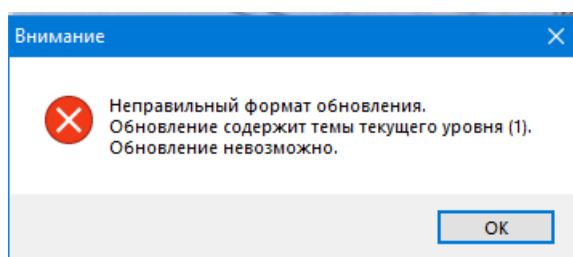 Внимание
Неправильный формат обновления.
Обновление содержит темы текущего уровня (1).
Обновление невозможно.
OK